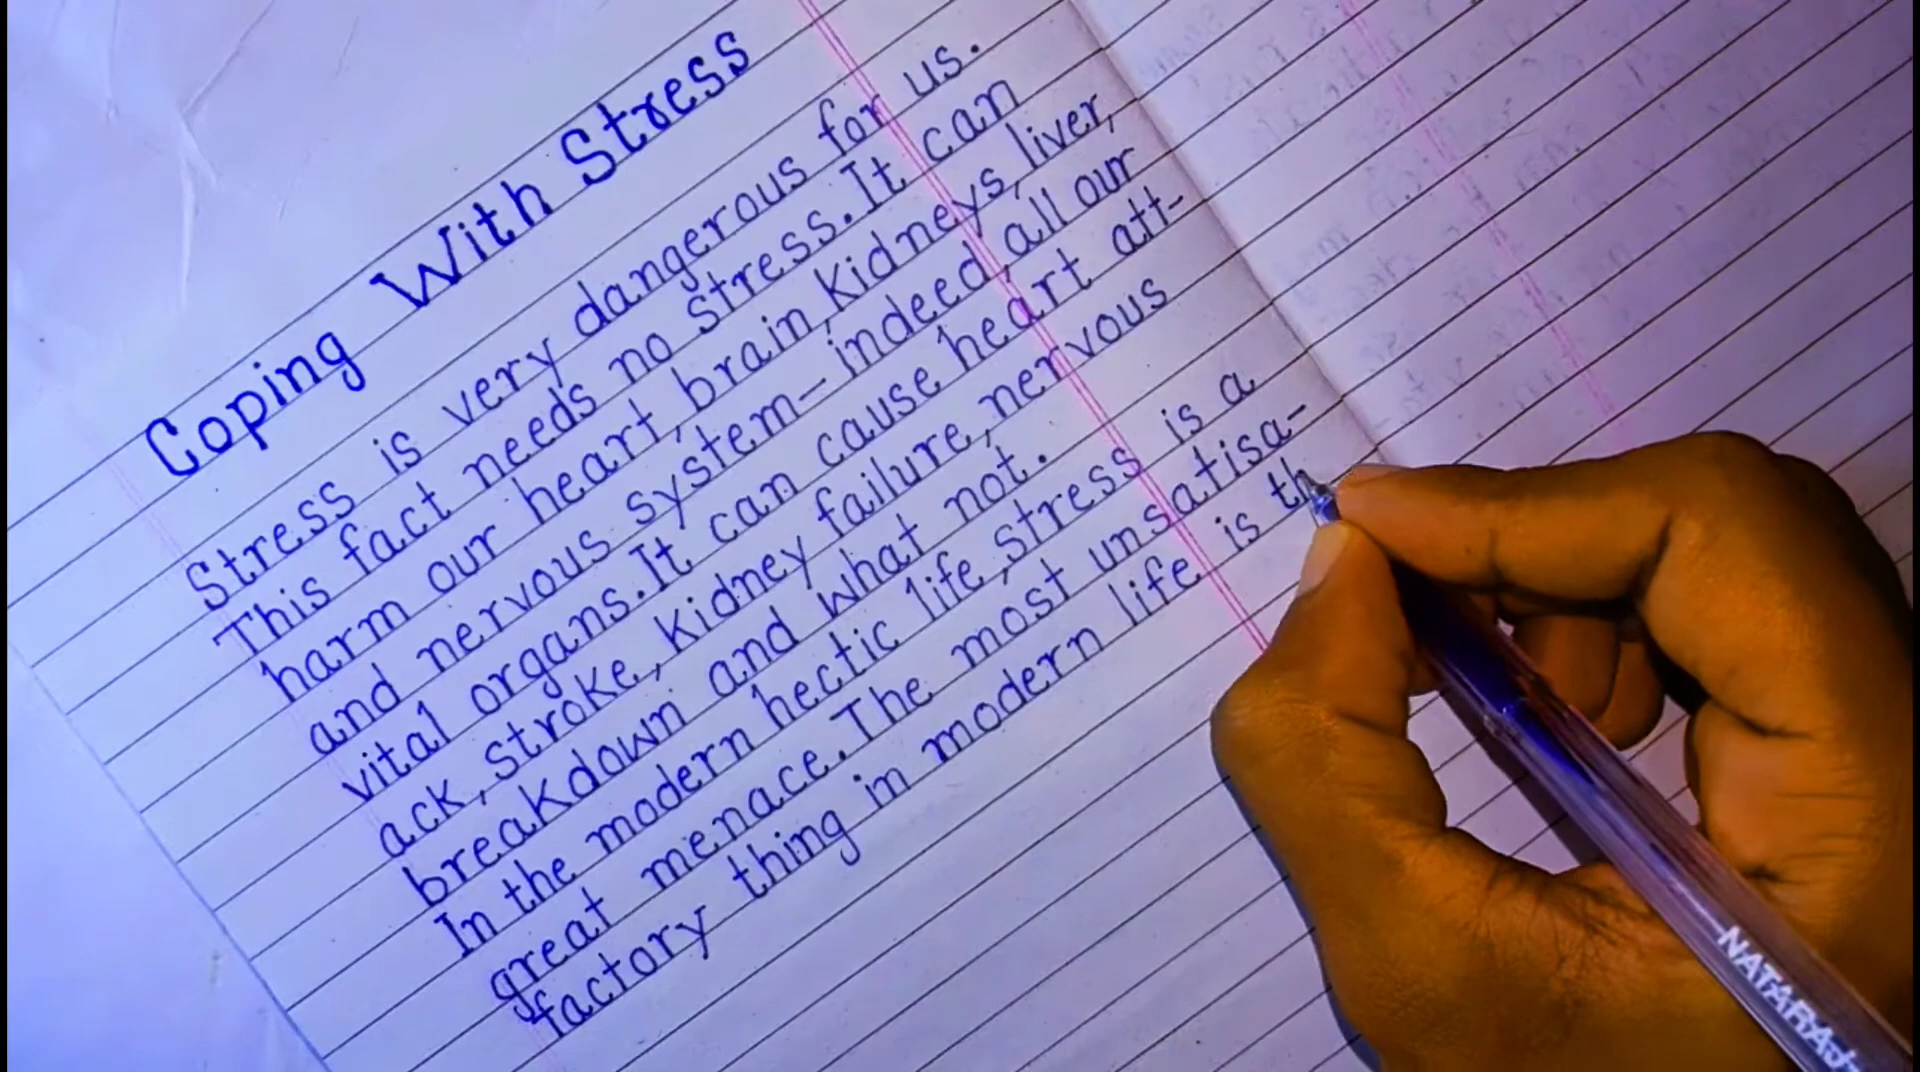 Coping With Stress
Stress is very dangerous for us.
This fact needs no stress. It can
harm our heart, brain, kidneys, liver,
and nervous system- indeed, all our
vital organs. It can cause heart att-
ack, stroke, kidney failure, nervous
breakdown and what not.
In the modern hectic life, stress is a
great menace. The most unsatisa-
factory thing in modern life is th
NATARAJ